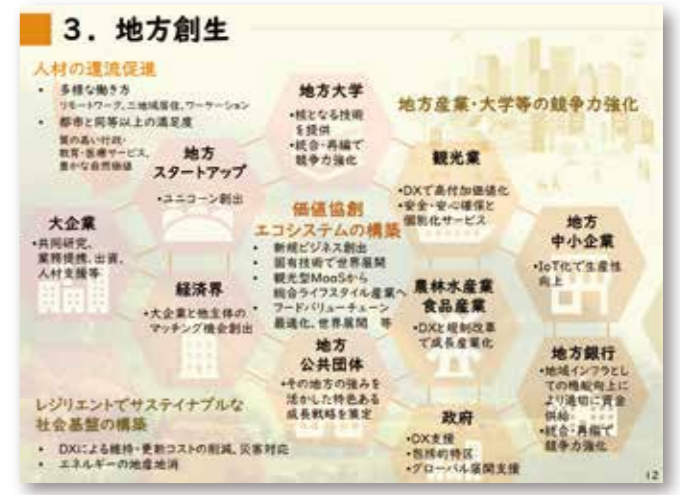 3．地方創生
人材の還流促進
• 多様な働き方
リモートワーク、二地域居住、ワーケーション
• 都市と同等以上の満足度
質の高い行政・
教育・医療サービス、
豊かな自然価値
地方大学
•核となる技術
を提供
•統合・再編で
競争力強化
地方産業・大学等の競争力強化
地方
スタートアップ
•ユニコーン創出
観光業
•DXで高付加価値化
•安全・安心確保と
個別化サービス
大企業
•共同研究、
業務提携、出資、
人材支援等
価値協創
エコシステムの構築
• 新規ビジネス創出
• 固有技術で世界展開
• 観光型MaaSから
総合ライフスタイル産業へ
• フードバリューチェーン
最適化、世界展開　等
地方
中小企業
•IoT化で生産性
向上
経済界
•大企業と他主体の
マッチング機会創出
農林水産業
食品産業
•DXと規制改革
で成長産業化
地方
公共団体
•その地方の強みを
活かした特色ある
成長戦略を策定
地方銀行
•地域インフラとし
ての機能向上に
より適切に資金
供給
•統合・再編で
競争力強化
レジリエントでサステイナブルな
社会基盤の構築
• DXによる維持・更新コストの削減、災害対応
• エネルギーの地産地消
政府
•DX支援
•包括的特区
•グローバル展開支援
12